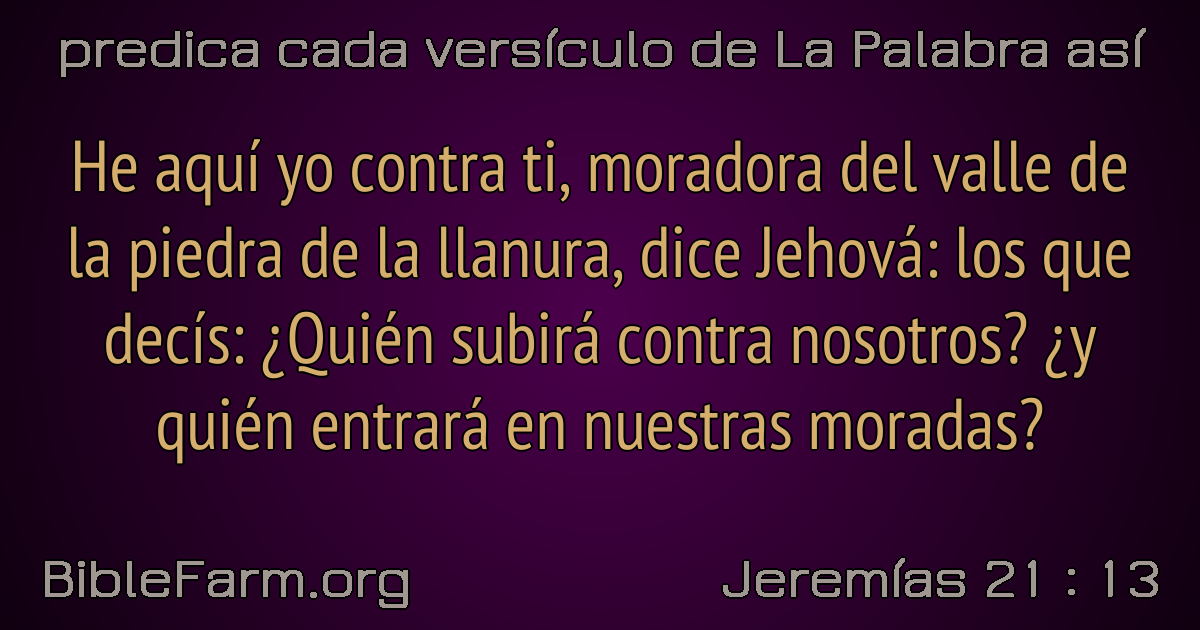 predica cada versículo de La Palabra así
He aquí yo contra ti, moradora del valle de
la piedra de la llanura, dice Jehová: los que
decís: ¿Quién subirá contra nosotros? ¿y
quién entrará en nuestras moradas?
BibleFarm.org
Jeremías 21 : 13